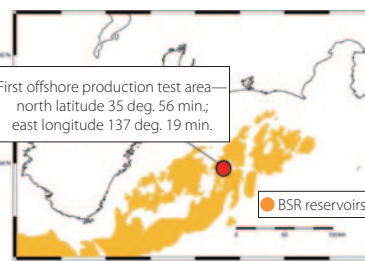 First offshore production test area—
north latitude 35 deg. 56 min.;
east longitude 137 deg. 19 min.
BSR reservoirs